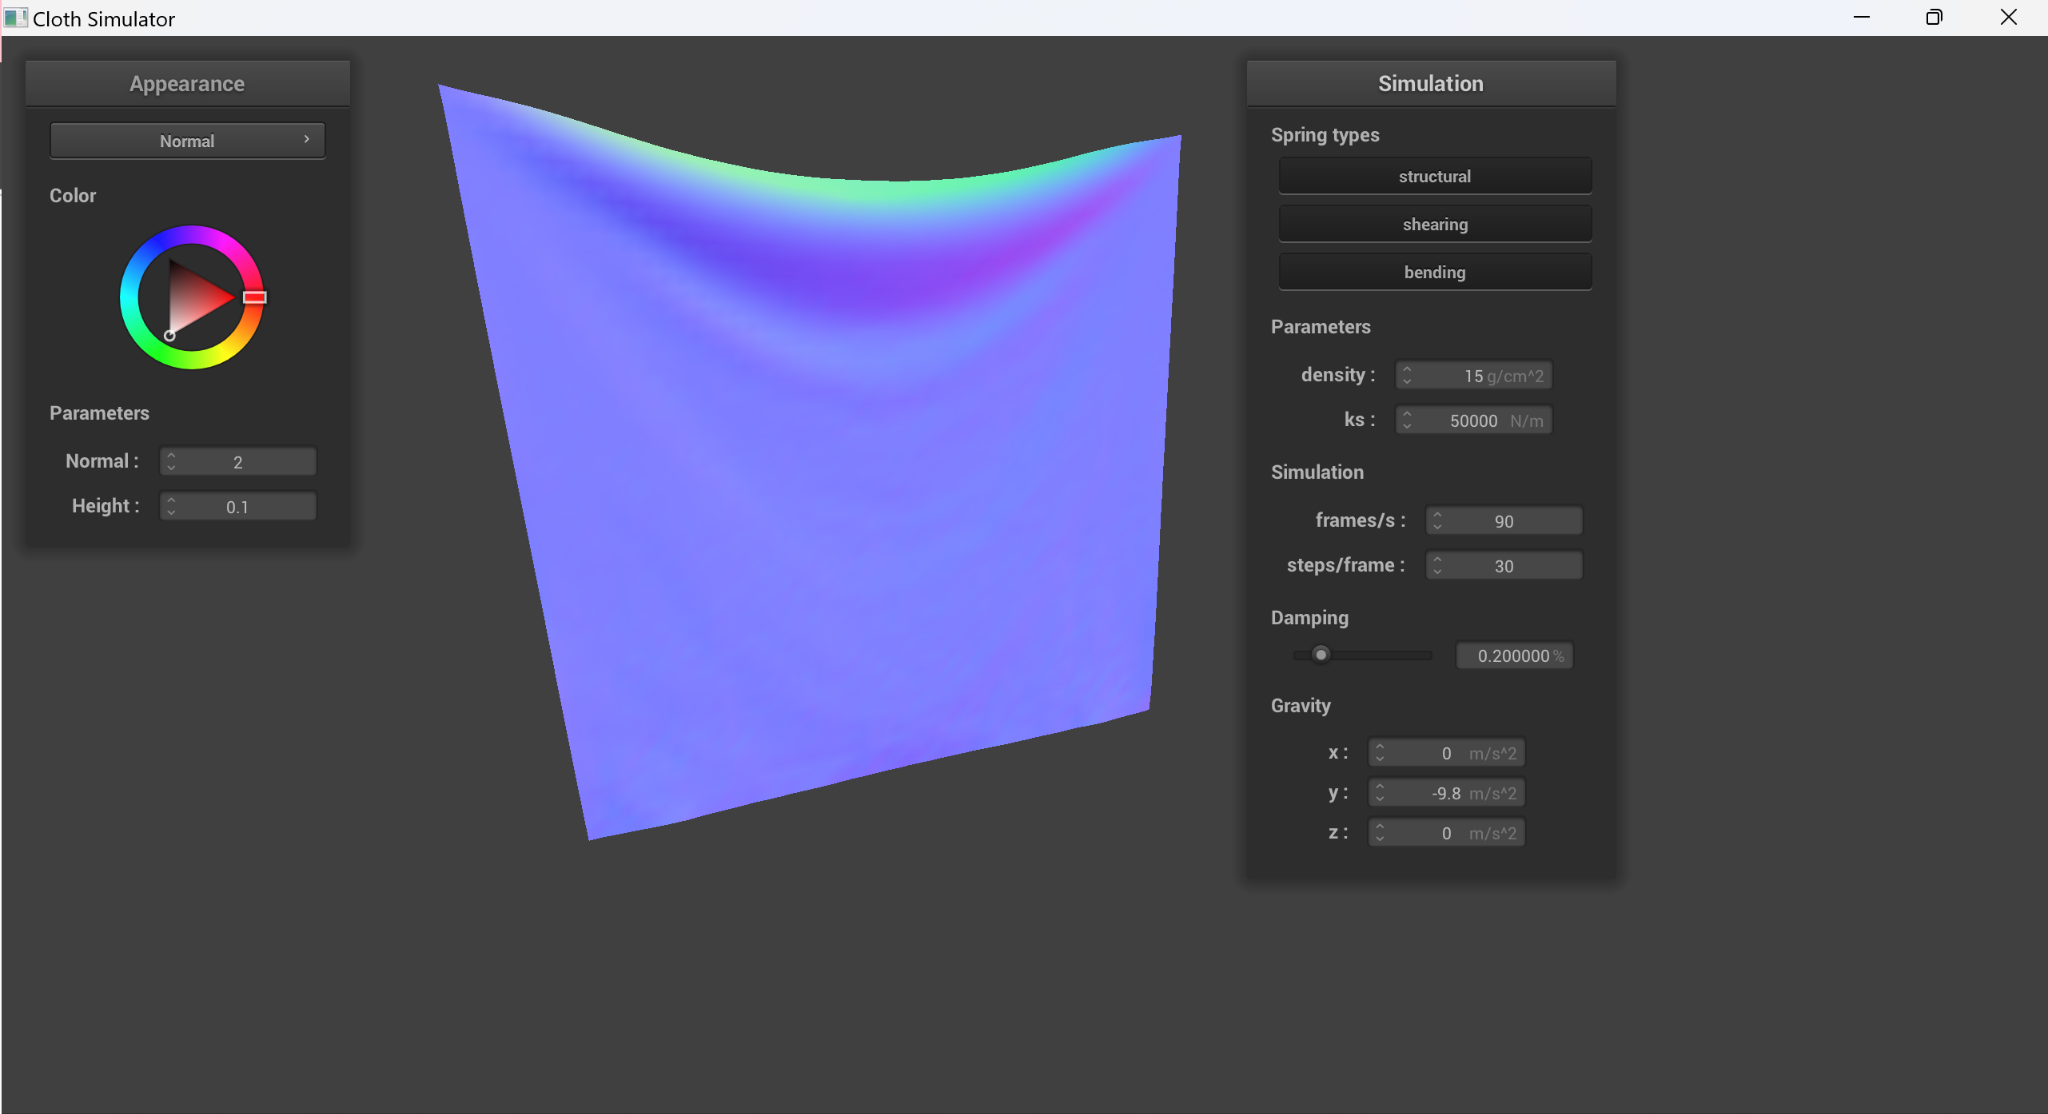 Cloth Simulator
Appearance
Normal
Color
Parameters
Normal : 2
Height : 0.1
Simulation
Spring types
structural
shearing
bending
Parameters
density : 15 g/cm^2
ks : 50000 N/m
Simulation
frames/s : 90
steps/frame : 30
Damping
0.200000 %
Gravity
x : 0 m/s^2
y : -9.8 m/s^2
z : 0 m/s^2